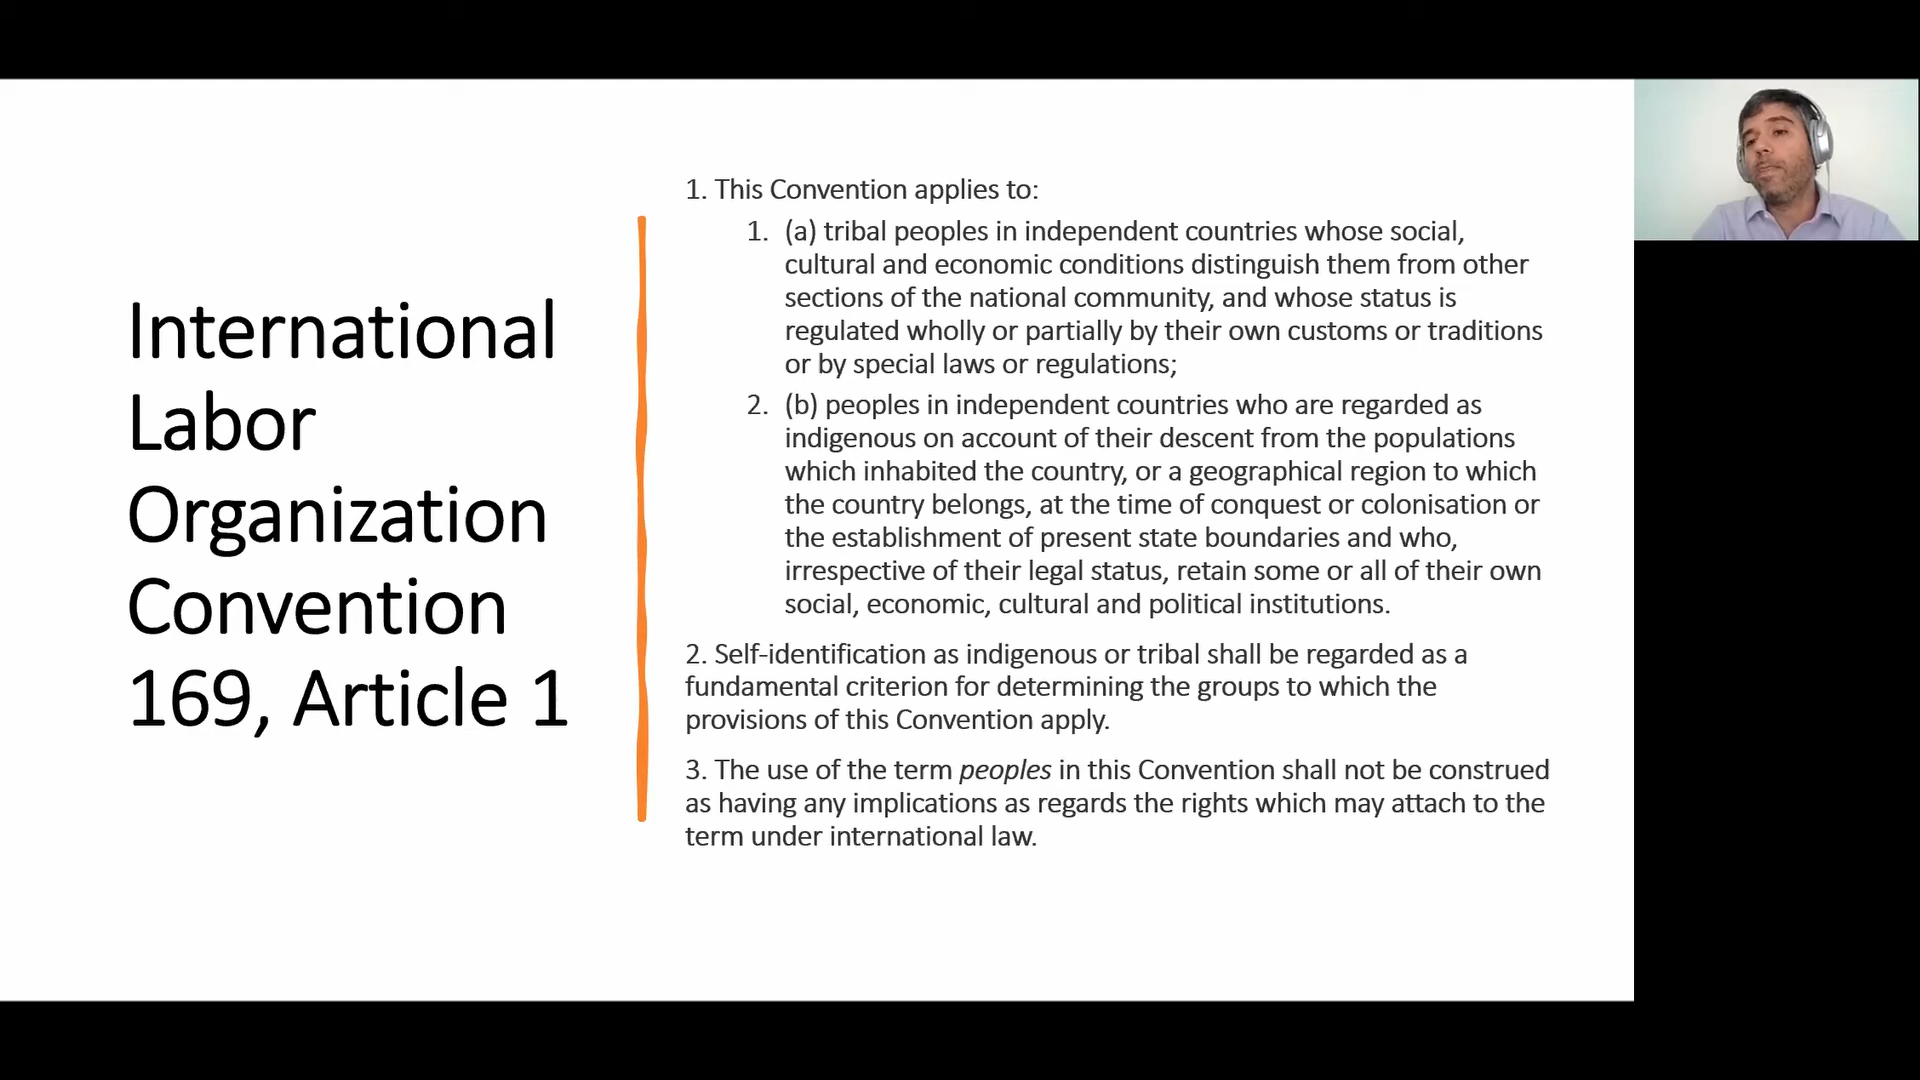 International
Labor
Organization
Convention
169, Article 1
1. This Convention applies to:
1. (a) tribal peoples in independent countries whose social,
cultural and economic conditions distinguish them from other
sections of the national community, and whose status is
regulated wholly or partially by their own customs or traditions
or by special laws or regulations;
2. (b) peoples in independent countries who are regarded as
indigenous on account of their descent from the populations
which inhabited the country, or a geographical region to which
the country belongs, at the time of conquest or colonisation or
the establishment of present state boundaries and who,
irrespective of their legal status, retain some or all of their own
social, economic, cultural and political institutions.
2. Self-identification as indigenous or tribal shall be regarded as a
fundamental criterion for determining the groups to which the
provisions of this Convention apply.
3. The use of the term peoples in this Convention shall not be construed
as having any implications as regards the rights which may attach to the
term under international law.